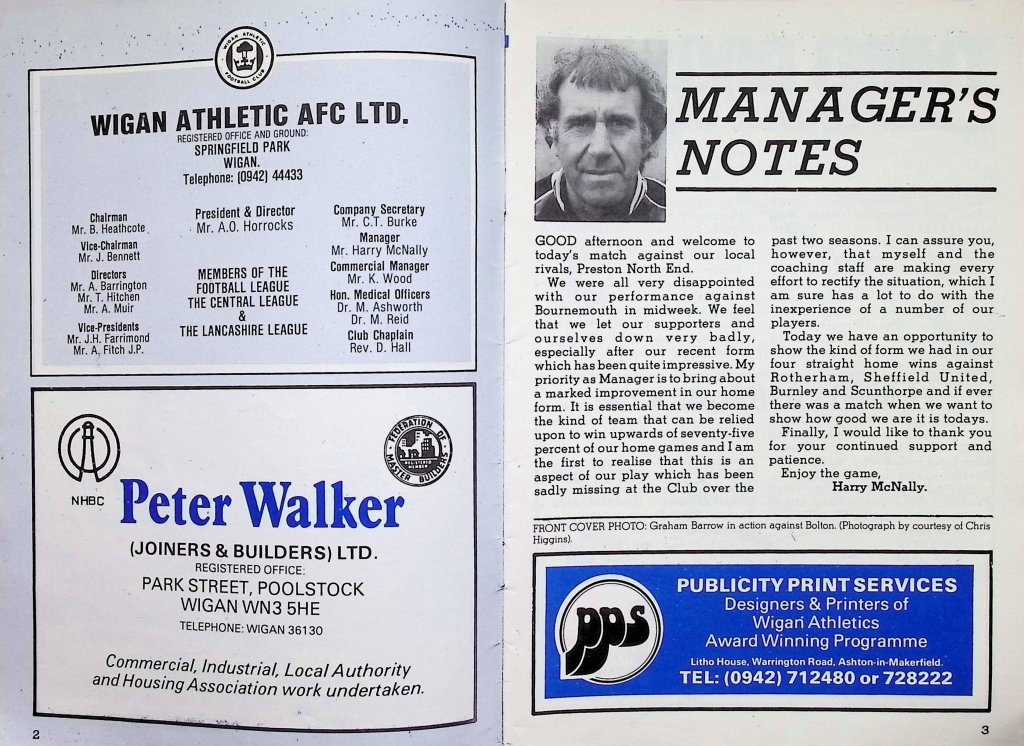 WIGAN ATHLETIC
FOOTBALL CLUB
WIGAN ATHLETIC AFC LTD.
REGISTERED OFFICE AND GROUND:
SPRINGFIELD PARK
WIGAN.
Telephone: (0942) 44433
Chairman
Mr. B. Heathcote
Vice-Chairman
Mr. J. Bennett
Directors
Mr. A. Barrington
Mr. T. Hitchen
Mr. A. Muir
Vice-Presidents
Mr. J.H. Farrimond
Mr. A. Fitch J.P.
President & Director
Mr. A.O. Horrocks
MEMBERS OF THE
FOOTBALL LEAGUE
THE CENTRAL LEAGUE
&
THE LANCASHIRE LEAGUE
Company Secretary
Mr. C.T. Burke
Manager
Mr. Harry McNally
Commercial Manager
Mr. K. Wood
Hon. Medical Officers
Dr. M. Ashworth
Dr. M. Reid
Club Chaplain
Rev. D. Hall
NHBC
FEDERATION OF
MASTER BUILDERS
Peter Walker
(JOINERS & BUILDERS) LTD.
REGISTERED OFFICE:
PARK STREET, POOLSTOCK
WIGAN WN3 5HE
TELEPHONE: WIGAN 36130
Commercial, Industrial, Local Authority
and Housing Association work undertaken.
2
MANAGER'S
NOTES
GOOD afternoon and welcome to
today's match against our local
rivals, Preston North End.
We were all very disappointed
with our performance against
Bournemouth in midweek. We feel
that we let our supporters and
ourselves down very badly,
especially after our recent form
which has been quite impressive. My
priority as Manager is to bring about
a marked improvement in our home
form. It is essential that we become
the kind of team that can be relied
upon to win upwards of seventy-five
percent of our home games and I am
the first to realise that this is an
aspect of our play which has been
sadly missing at the Club over the
past two seasons. I can assure you,
however, that myself and the
coaching staff are making every
effort to rectify the situation, which I
am sure has a lot to do with the
inexperience of a number of our
players.
Today we have an opportunity to
show the kind of form we had in our
four straight home wins against
Rotherham, Sheffield United,
Burnley and Scunthorpe and if ever
there was a match when we want to
show how good we are it is todays.
Finally, I would like to thank you
for your continued support and
patience.
Enjoy the game,
Harry McNally.
FRONT COVER PHOTO: Graham Barrow in action against Bolton. (Photograph by courtesy of Chris
Higgins).
pps
PUBLICITY PRINT SERVICES
Designers & Printers of
Wigan Athletics
Award Winning Programme
Litho House, Warrington Road, Ashton-in-Makerfield.
TEL: (0942) 712480 or 728222
3